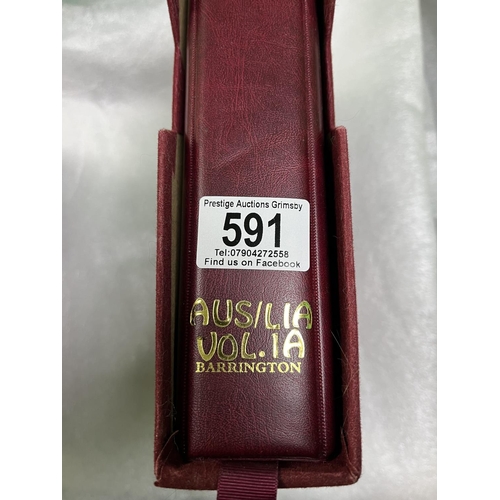 Prestige Auctions Grimsby
591
Tel:07904272558
Find us on Facebook
AUS/LIA
VOL.1A
BARRINGTON